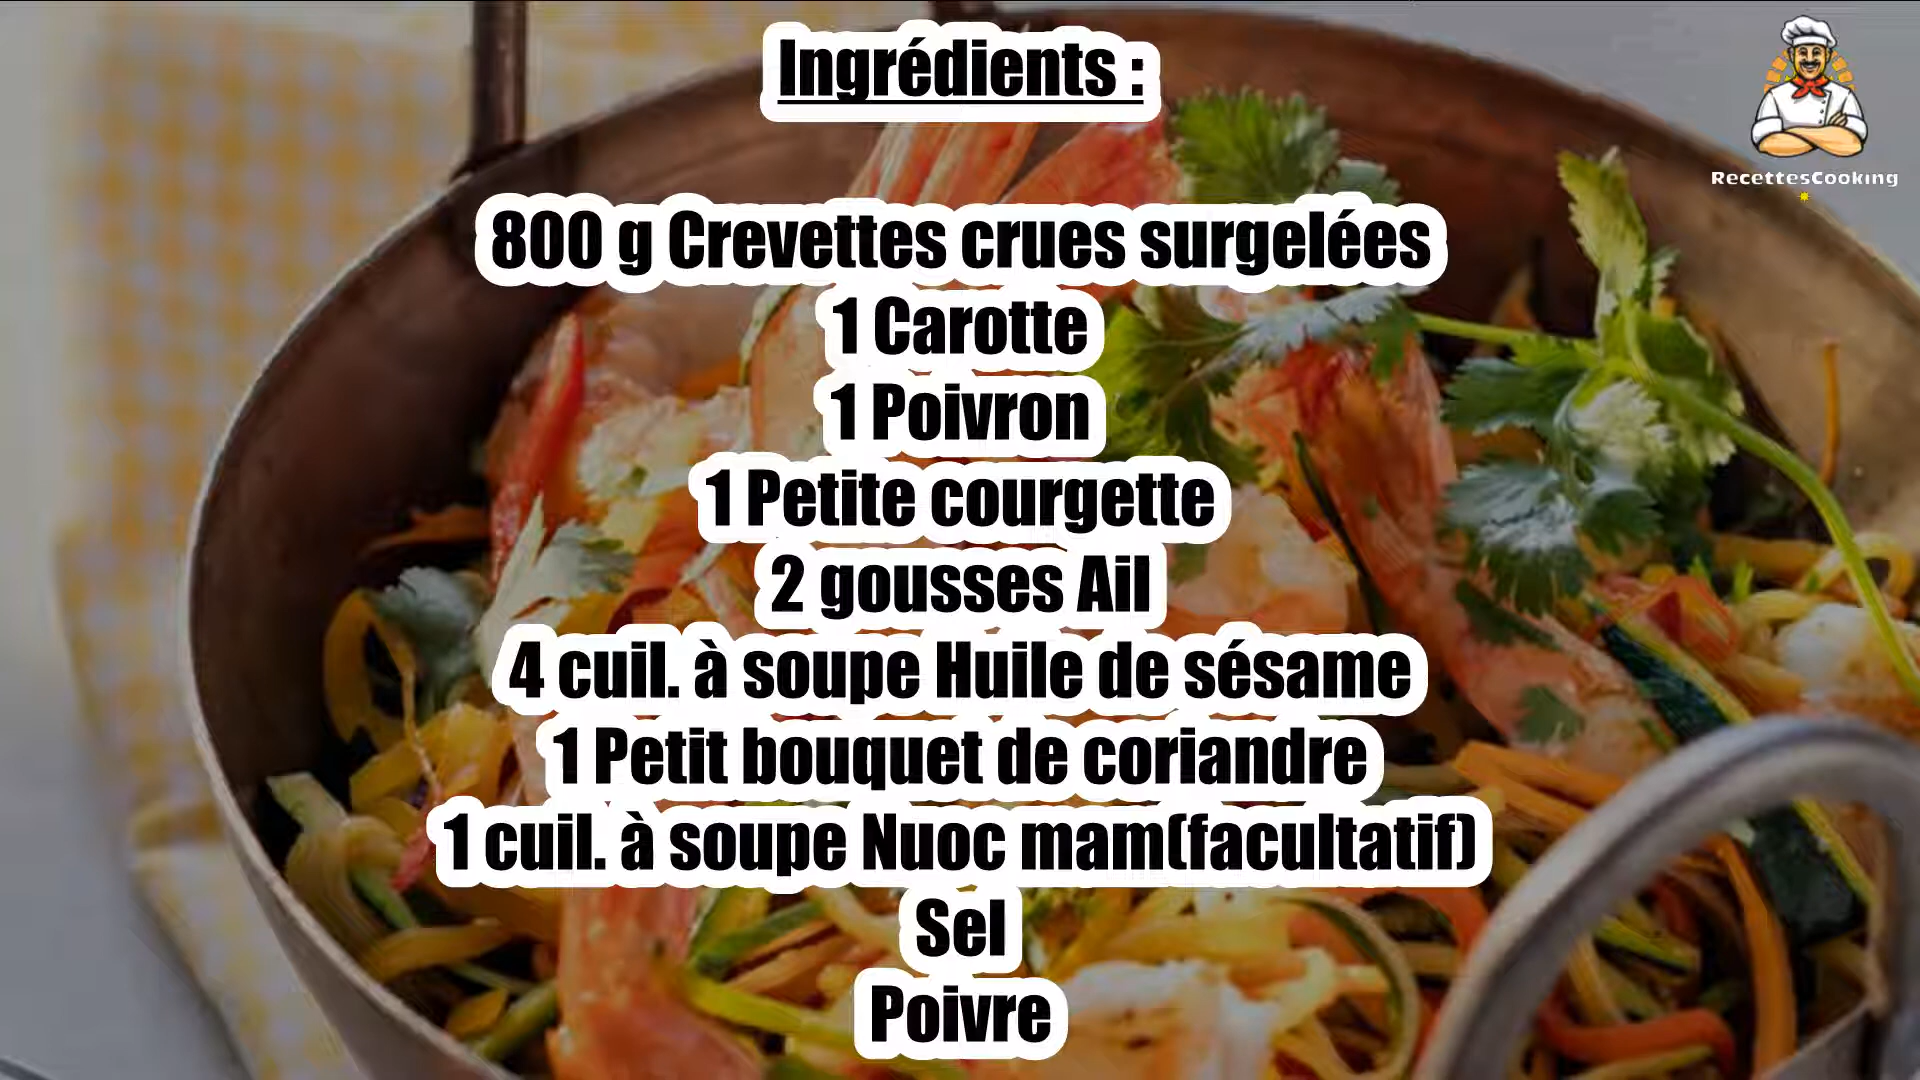 Ingrédients :
RecettesCooking
800 g Crevettes crues surgelées
1 Carotte
1 Poivron
1 Petite courgette
2 gousses Ail
4 cuil. à soupe Huile de sésame
1 Petit bouquet de coriandre
1 cuil. à soupe Nuoc mam(facultatif)
Sel
Poivre